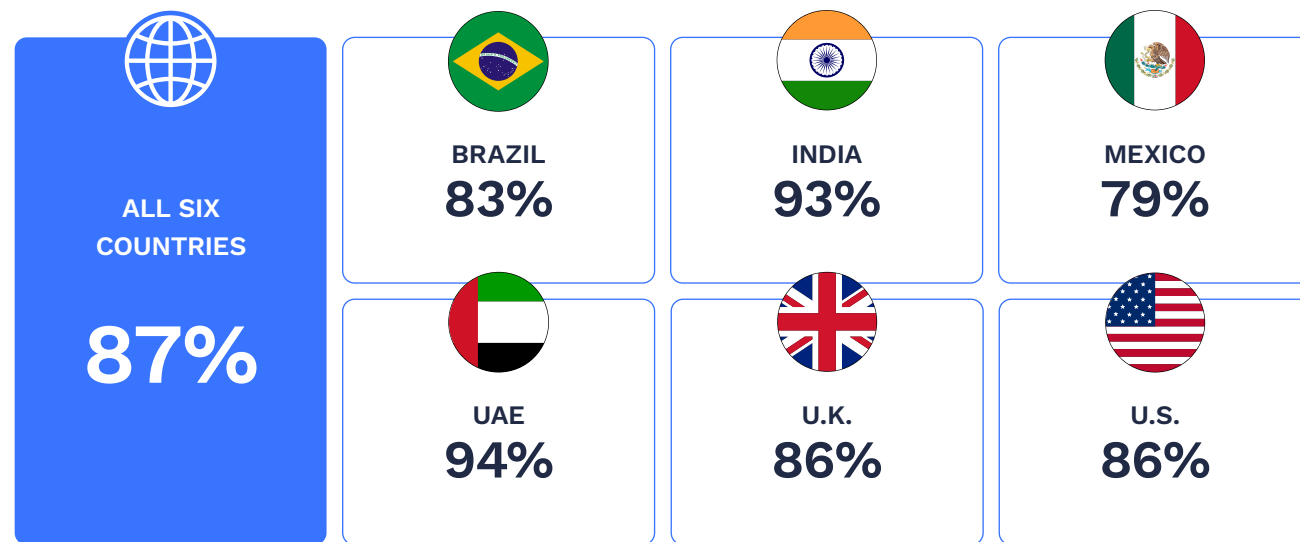 ALL SIX
COUNTRIES
87%
BRAZIL
83%
INDIA
93%
MEXICO
79%
UAE
94%
U.K.
86%
U.S.
86%